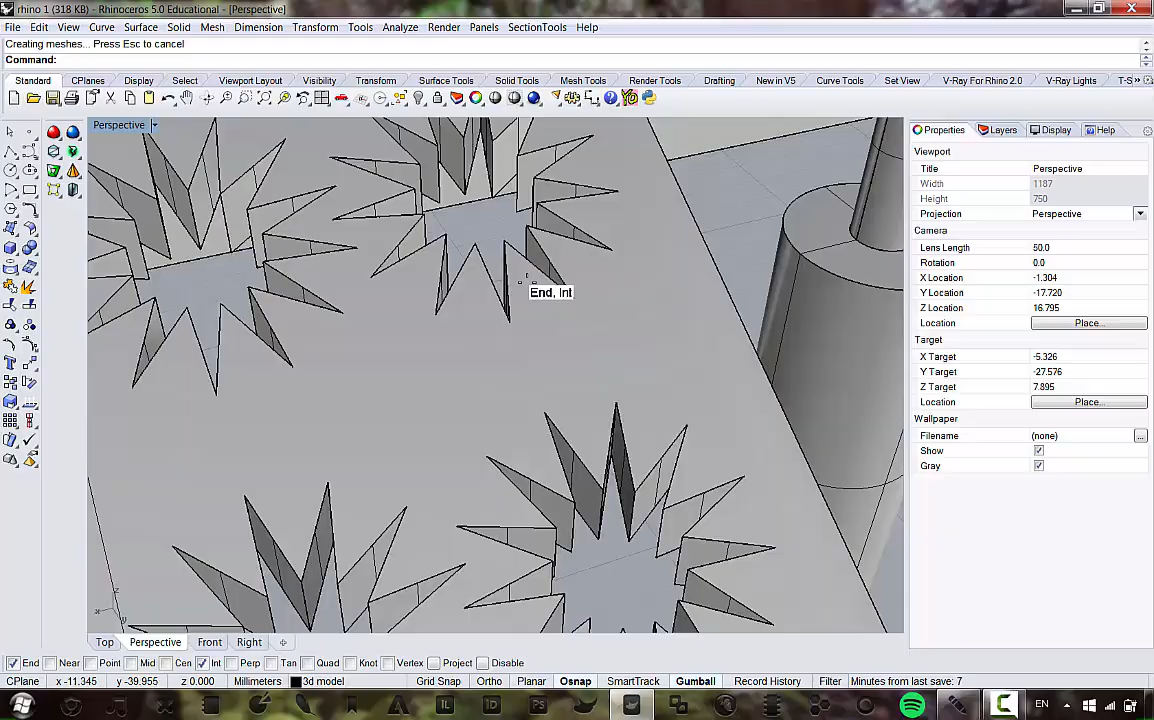 rhino 1 (318 KB) - Rhinoceros 5.0 Educational - [Perspective]
File Edit View Curve Surface Solid Mesh Dimension Transform Tools Analyze Render Panels SectionTools Help
Creating meshes... Press Esc to cancel
Command:
Standard CPlanes Display Select Viewport Layout Visibility Transform Curve Tools Surface Tools Solid Tools Mesh Tools Render Tools Drafting New in V5 Curve Tools Set View V-Ray For Rhino 2.0 V-Ray Lights T-S »
Perspective
Properties Layers Display Help
Viewport
Title Perspective
Width 1187
Height 750
Projection Perspective
Camera
Lens Length 50.0
Rotation 0.0
X Location -1.304
Y Location -17.720
Z Location 16.795
Location Place...
Target
X Target -5.326
Y Target -27.576
Z Target 7.895
Location Place...
Wallpaper
Filename (none)
Show
Gray
End, Int
z
x y
Top Perspective Front Right
End Near Point Mid Cen Int Perp Tan Quad Knot Vertex Project Disable
CPlane x -11.345 y -39.955 z 0.000 Millimeters 3d model Grid Snap Ortho Planar Osnap SmartTrack Gumball Record History Filter Minutes from last save: 7
IL ID PS EN